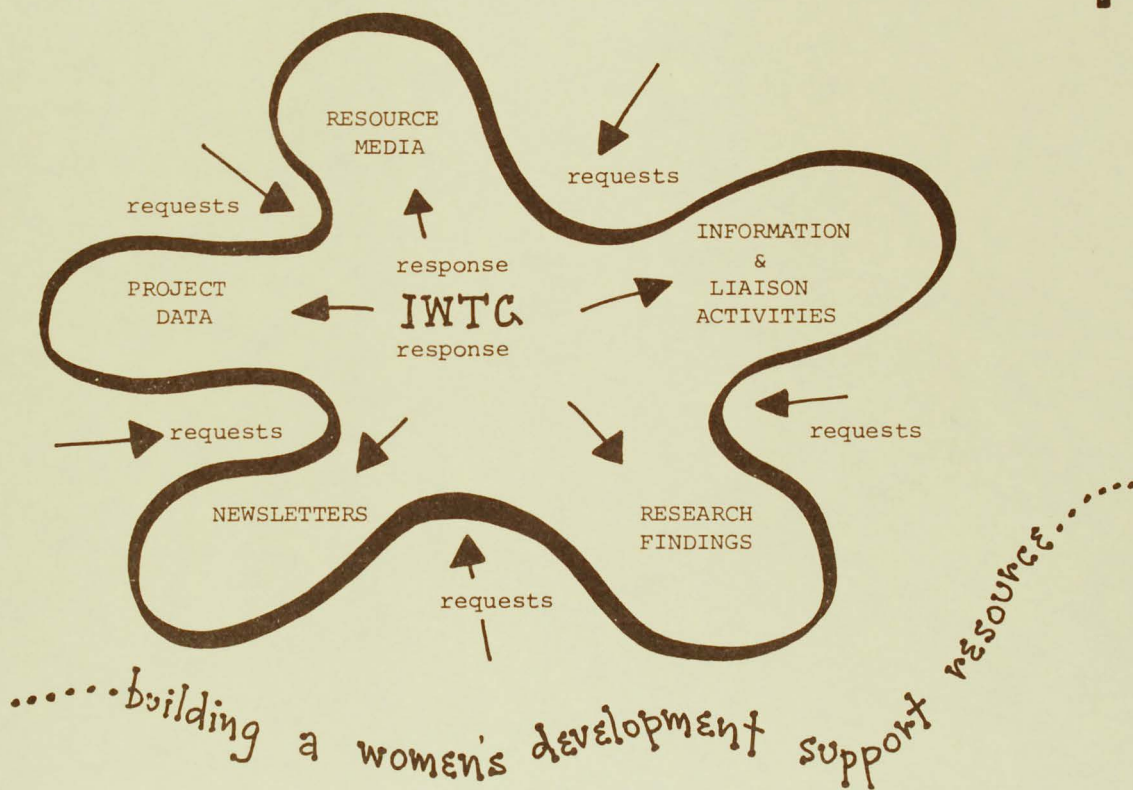 RESOURCE
MEDIA
requests
requests
INFORMATION
&
LIAISON
ACTIVITIES
response
IWTC
response
PROJECT
DATA
requests
requests
NEWSLETTERS
RESEARCH
FINDINGS
requests
......building a women's development support resource.....